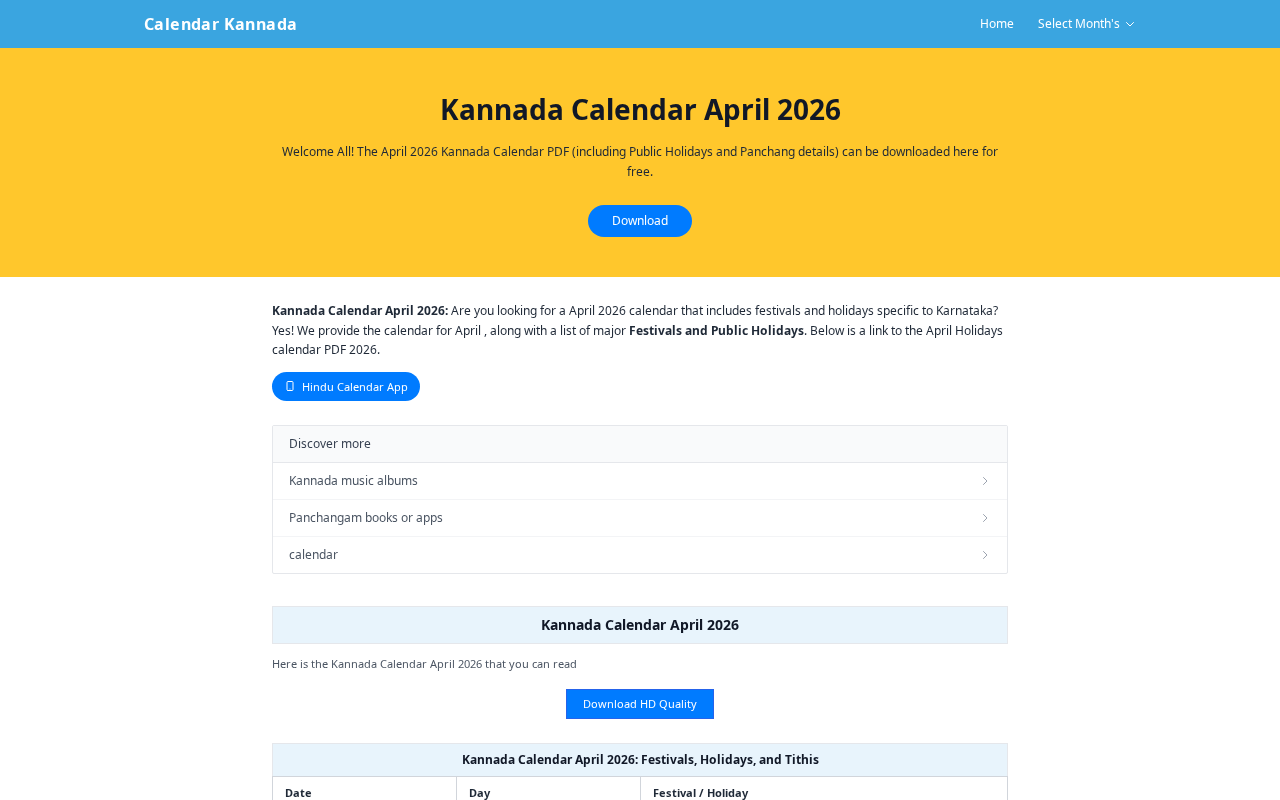 Calendar Kannada
Home
Select Month's
Kannada Calendar April 2026
Welcome All! The April 2026 Kannada Calendar PDF (including Public Holidays and Panchang details) can be downloaded here for
free.
Download
Kannada Calendar April 2026: Are you looking for a April 2026 calendar that includes festivals and holidays specific to Karnataka?
Yes! We provide the calendar for April , along with a list of major Festivals and Public Holidays. Below is a link to the April Holidays
calendar PDF 2026.
Hindu Calendar App
Discover more
Kannada music albums
Panchangam books or apps
calendar
Kannada Calendar April 2026
Here is the Kannada Calendar April 2026 that you can read
Download HD Quality
Kannada Calendar April 2026: Festivals, Holidays, and Tithis
Date
Day
Festival / Holiday